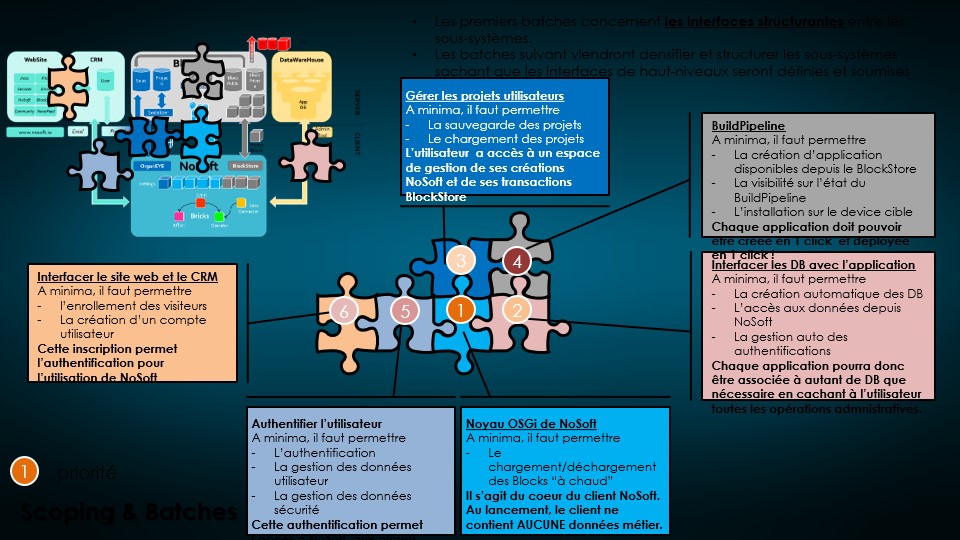 Les premiers batches concernent les interfaces structurantes entre les
sous-systèmes.
Les batches suivant viendront densifier et structurer les sous-systèmes
sachant que les interfaces de haut-niveaux seront définies et soumises
WebSite
CRM
DataWareHouse
App
DB
SERVER
CLIENT
www.nosoft.io
Email
Admin
NoSoft
OrganEYE
BlockStore
Bricks
Gérer les projets utilisateurs
A minima, il faut permettre
- La sauvegarde des projets
- Le chargement des projets
L'utilisateur a accès à un espace
de gestion de ses créations
NoSoft et de ses transactions
BlockStore
BuildPipeline
A minima, il faut permettre
- La création d'application
disponibles depuis le BlockStore
- La visibilité sur l'état du
BuildPipeline
- L'installation sur le device cible
Chaque application doit pouvoir
être créée en 1 click et déployée
en 1 click !
Interfacer les DB avec l'application
A minima, il faut permettre
- La création automatique des DB
- L'accès aux données depuis
NoSoft
- La gestion auto des
authentifications
Chaque application pourra donc
être associée à autant de DB que
nécessaire en cachant à l'utilisateur
toutes les opérations admnistratives.
Interfacer le site web et le CRM
A minima, il faut permettre
- l'enrollement des visiteurs
- La création d'un compte
utilisateur
Cette inscription permet
l'authentification pour
l'utilisation de NoSoft
3
4
6
5
1
2
Authentifier l'utilisateur
A minima, il faut permettre
- L'authentification
- La gestion des données
utilisateur
- La gestion des données
sécurité
Cette authentification permet
Noyau OSGi de NoSoft
A minima, il faut permettre
- Le
chargement/déchargement
des Blocks "à chaud"
Il s'agit du coeur du client NoSoft.
Au lancement, le client ne
contient AUCUNE données métier.
1
priorité
Scoping & Batches